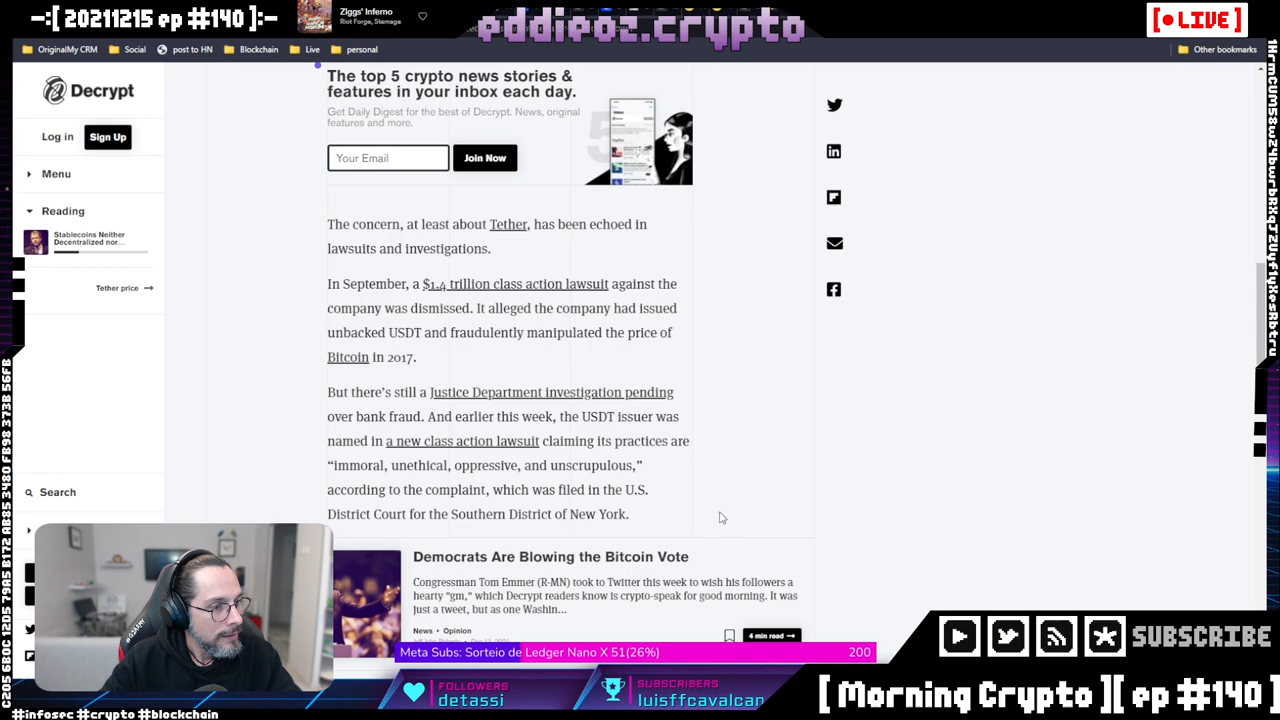 —:[ 20211215 ep #140 ]:—
Ziggs' Inferno
Riot Forge, Stemage
eddieoz.crypto
[● LIVE]
OriginalMy CRM
Social
post to HN
Blockchain
Live
personal
Other bookmarks
Decrypt
Log in
Sign Up
Menu
Reading
Stablecoins Neither
Decentralized nor...
Tether price →
Search
The top 5 crypto news stories &
features in your inbox each day.
Get Daily Digest for the best of Decrypt. News, original
features and more.
Your Email
Join Now
The concern, at least about Tether, has been echoed in
lawsuits and investigations.
In September, a $1.4 trillion class action lawsuit against the
company was dismissed. It alleged the company had issued
unbacked USDT and fraudulently manipulated the price of
Bitcoin in 2017.
But there's still a Justice Department investigation pending
over bank fraud. And earlier this week, the USDT issuer was
named in a new class action lawsuit claiming its practices are
“immoral, unethical, oppressive, and unscrupulous,”
according to the complaint, which was filed in the U.S.
District Court for the Southern District of New York.
Democrats Are Blowing the Bitcoin Vote
Congressman Tom Emmer (R-MN) took to Twitter this week to wish his followers a
hearty "gm," which Decrypt readers know is crypto-speak for good morning. It was
just a tweet, but as one Washin...
News • Opinion
4 min read →
Meta Subs: Sorteio de Ledger Nano X 51(26%)
200
FOLLOWERS
detassi
SUBSCRIBERS
luisffcavalcan
SUBSCRIBE
[ Morning Crypto ][ ep #140 ]
#infosec #crypto #blockchain